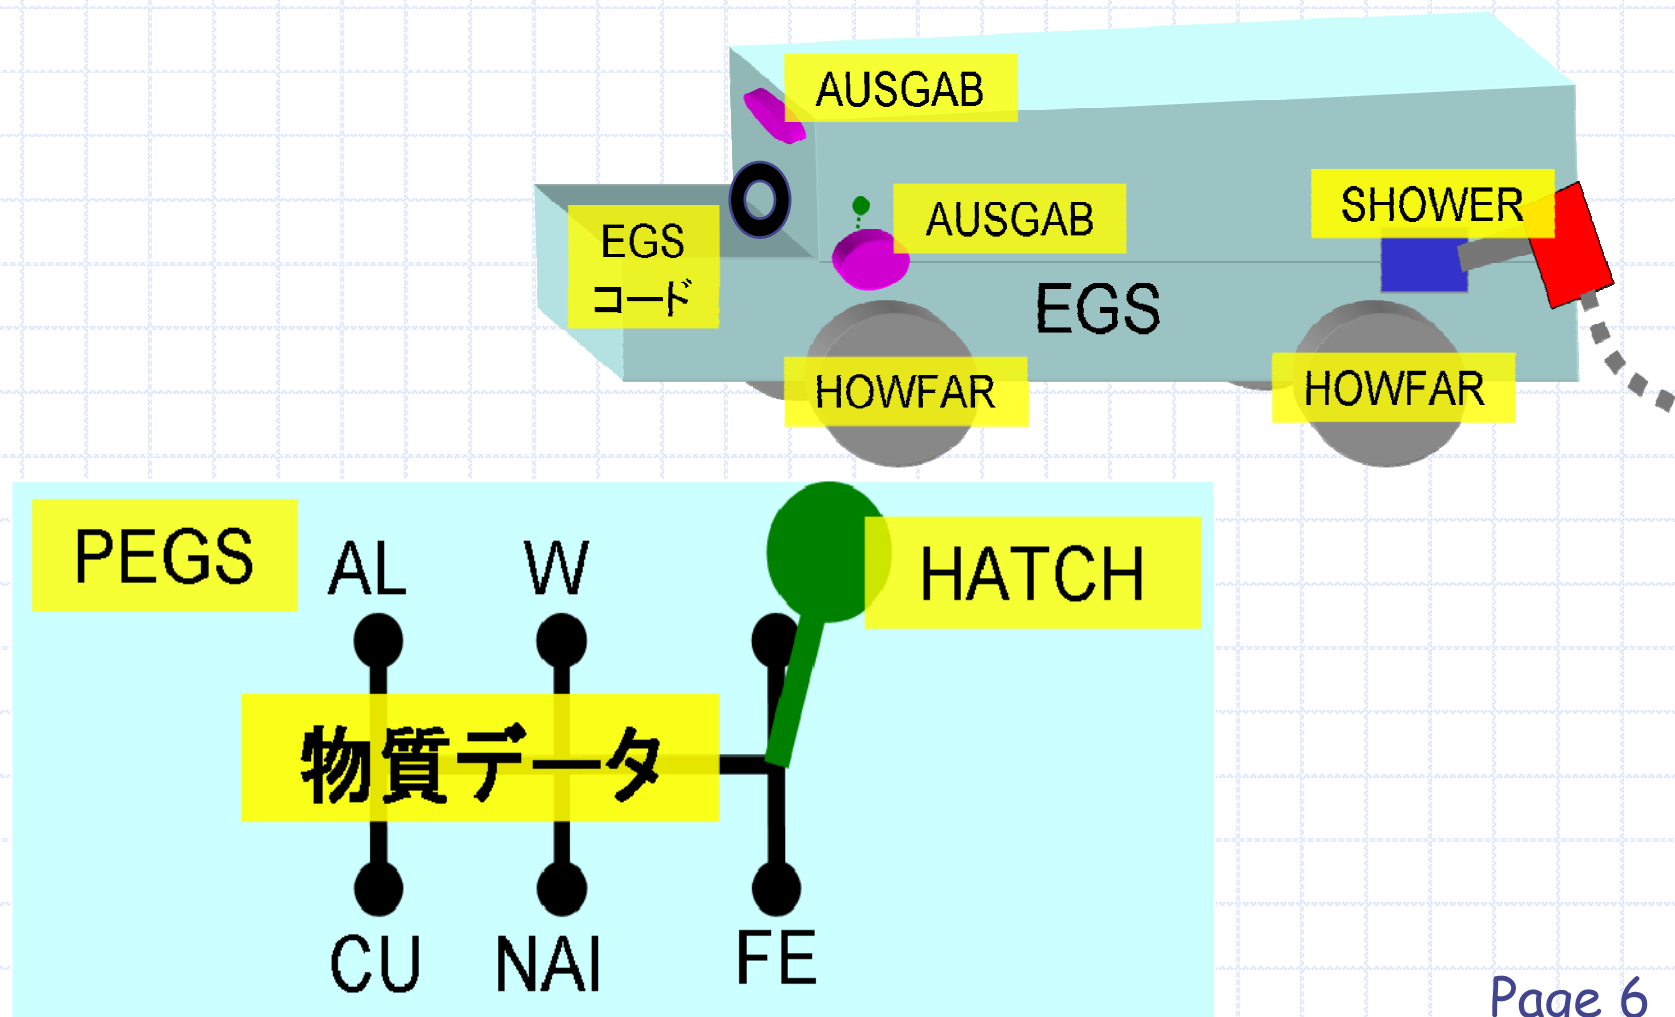 AUSGAB
AUSGAB
SHOWER
EGS
コード
EGS
HOWFAR
HOWFAR
PEGS
AL
W
HATCH
物質データ
CU
NAI
FE
Page 6